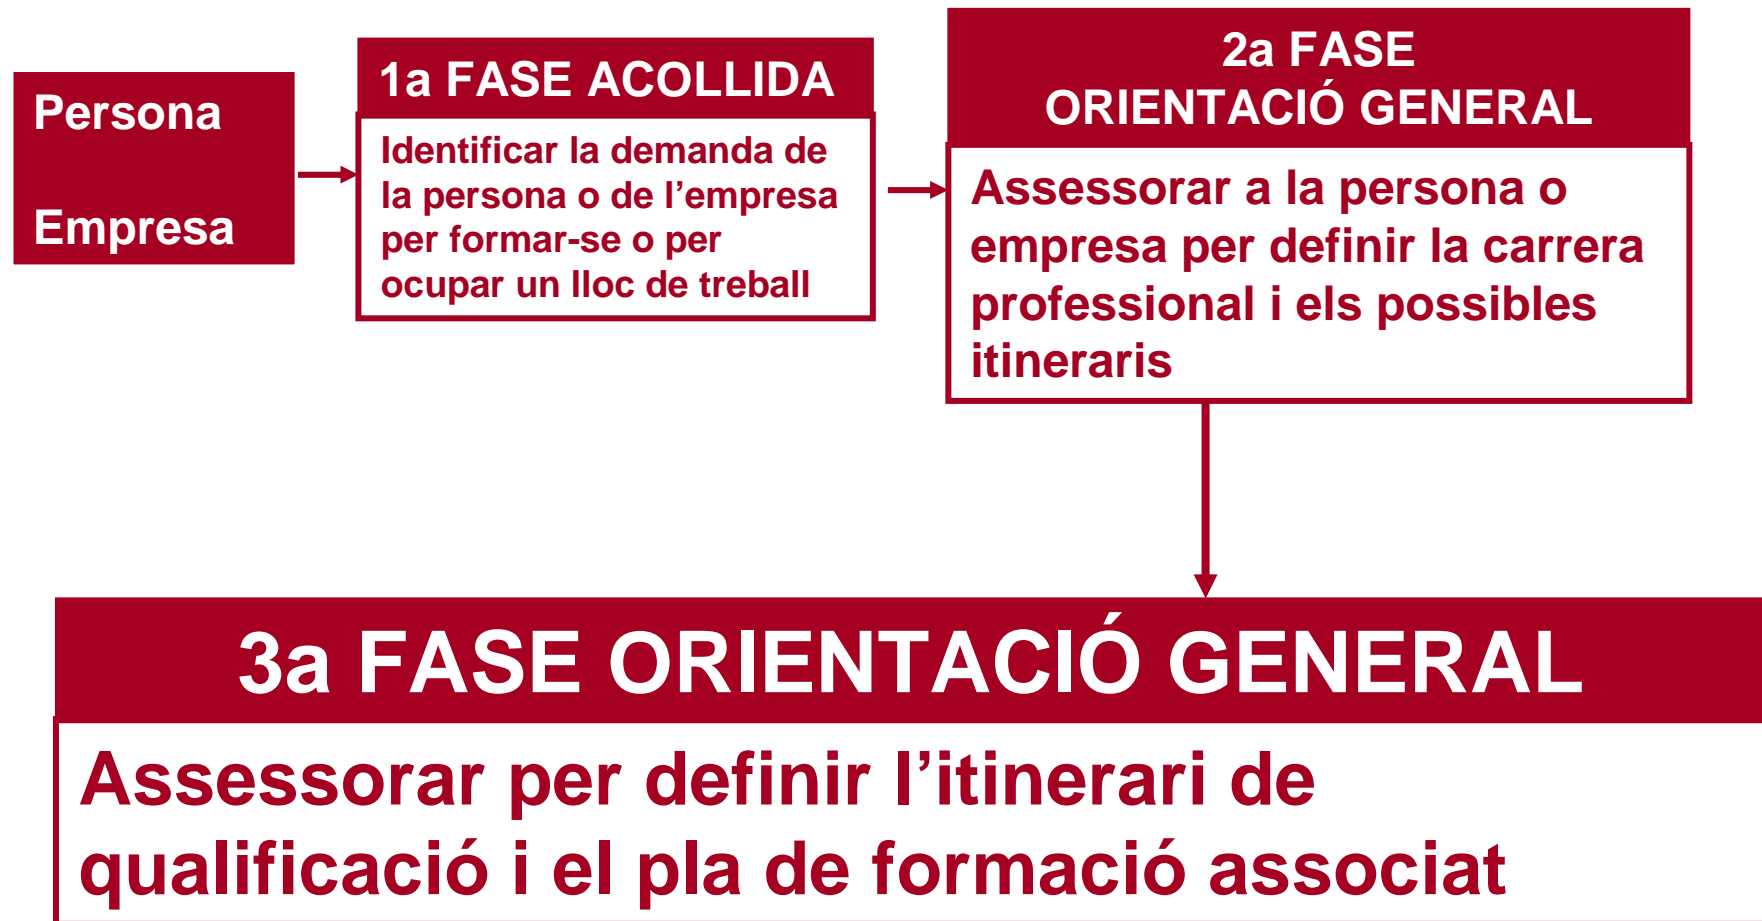 Persona
Empresa
1a FASE ACOLLIDA
Identificar la demanda de
la persona o de l’empresa
per formar-se o per
ocupar un lloc de treball
2a FASE
ORIENTACIÓ GENERAL
Assessorar a la persona o
empresa per definir la carrera
professional i els possibles
itineraris
3a FASE ORIENTACIÓ GENERAL
Assessorar per definir l’itinerari de
qualificació i el pla de formació associat